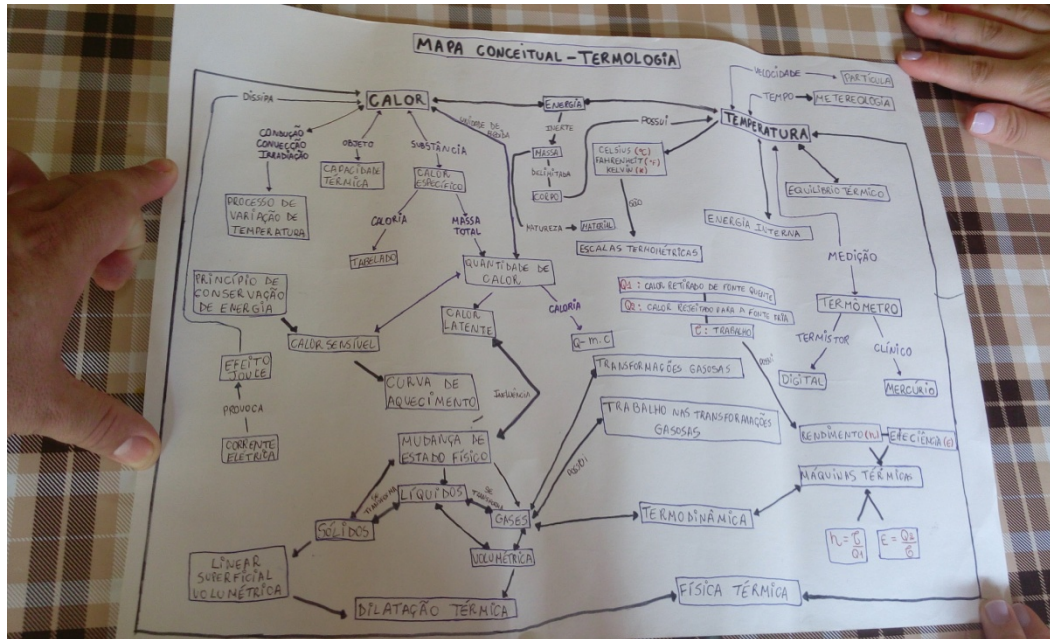 MAPA CONCEITUAL - TERMOLOGIA
DISSIPA
CALOR
ENERGIA
VELOCIDADE
PARTÍCULA
TEMPO
METEREOLOGIA
TEMPERATURA
CONDUÇÃO
CONVECÇÃO
IRRADIAÇÃO
OBJETO
SUBSTÂNCIA
UNIDADE DE
MEDIDA
INERTE
POSSUI
MASSA
DELIMITADA
CORPO
CELSIUS (°C)
FAHRENHEIT (°F)
KELVIN (K)
CAPACIDADE
TÉRMICA
CALOR
ESPECÍFICO
PROCESSO DE
VARIAÇÃO DE
TEMPERATURA
CALORIA
MASSA
TOTAL
NATUREZA
MATERIAL
SÃO
ESCALAS TERMOMÉTRICAS
ENERGIA INTERNA
EQUILÍBRIO TÉRMICO
TABELADO
QUANTIDADE DE
CALOR
MEDIÇÃO
PRINCÍPIO DE
CONSERVAÇÃO
DE ENERGIA
CALOR
LATENTE
CALORIA
Q1: CALOR RETIRADO DE FONTE QUENTE
Q2: CALOR REJEITADO PARA A FONTE FRIA
τ: TRABALHO
TERMÔMETRO
TERMISTOR
CLÍNICO
CALOR SENSÍVEL
Q=m.C
DIGITAL
MERCÚRIO
EFEITO
JOULE
PROVOCA
CORRENTE
ELÉTRICA
CURVA DE
AQUECIMENTO
INFLUÊNCIA
TRANSFORMAÇÕES GASOSAS
POSSUI
TRABALHO NAS TRANSFORMAÇÕES
GASOSAS
POSSUI
RENDIMENTO (n)
EFICIÊNCIA (E)
MUDANÇA DE
ESTADO FÍSICO
MÁQUINAS TÉRMICAS
SE TRANSFORMA
LÍQUIDOS
SE TRANSFORMA
SÓLIDOS
GASES
TERMODINÂMICA
n = τ/Q1
E = Q2/τ
VOLUMÉTRICA
LINEAR
SUPERFICIAL
VOLUMÉTRICA
DILATAÇÃO TÉRMICA
FÍSICA TÉRMICA